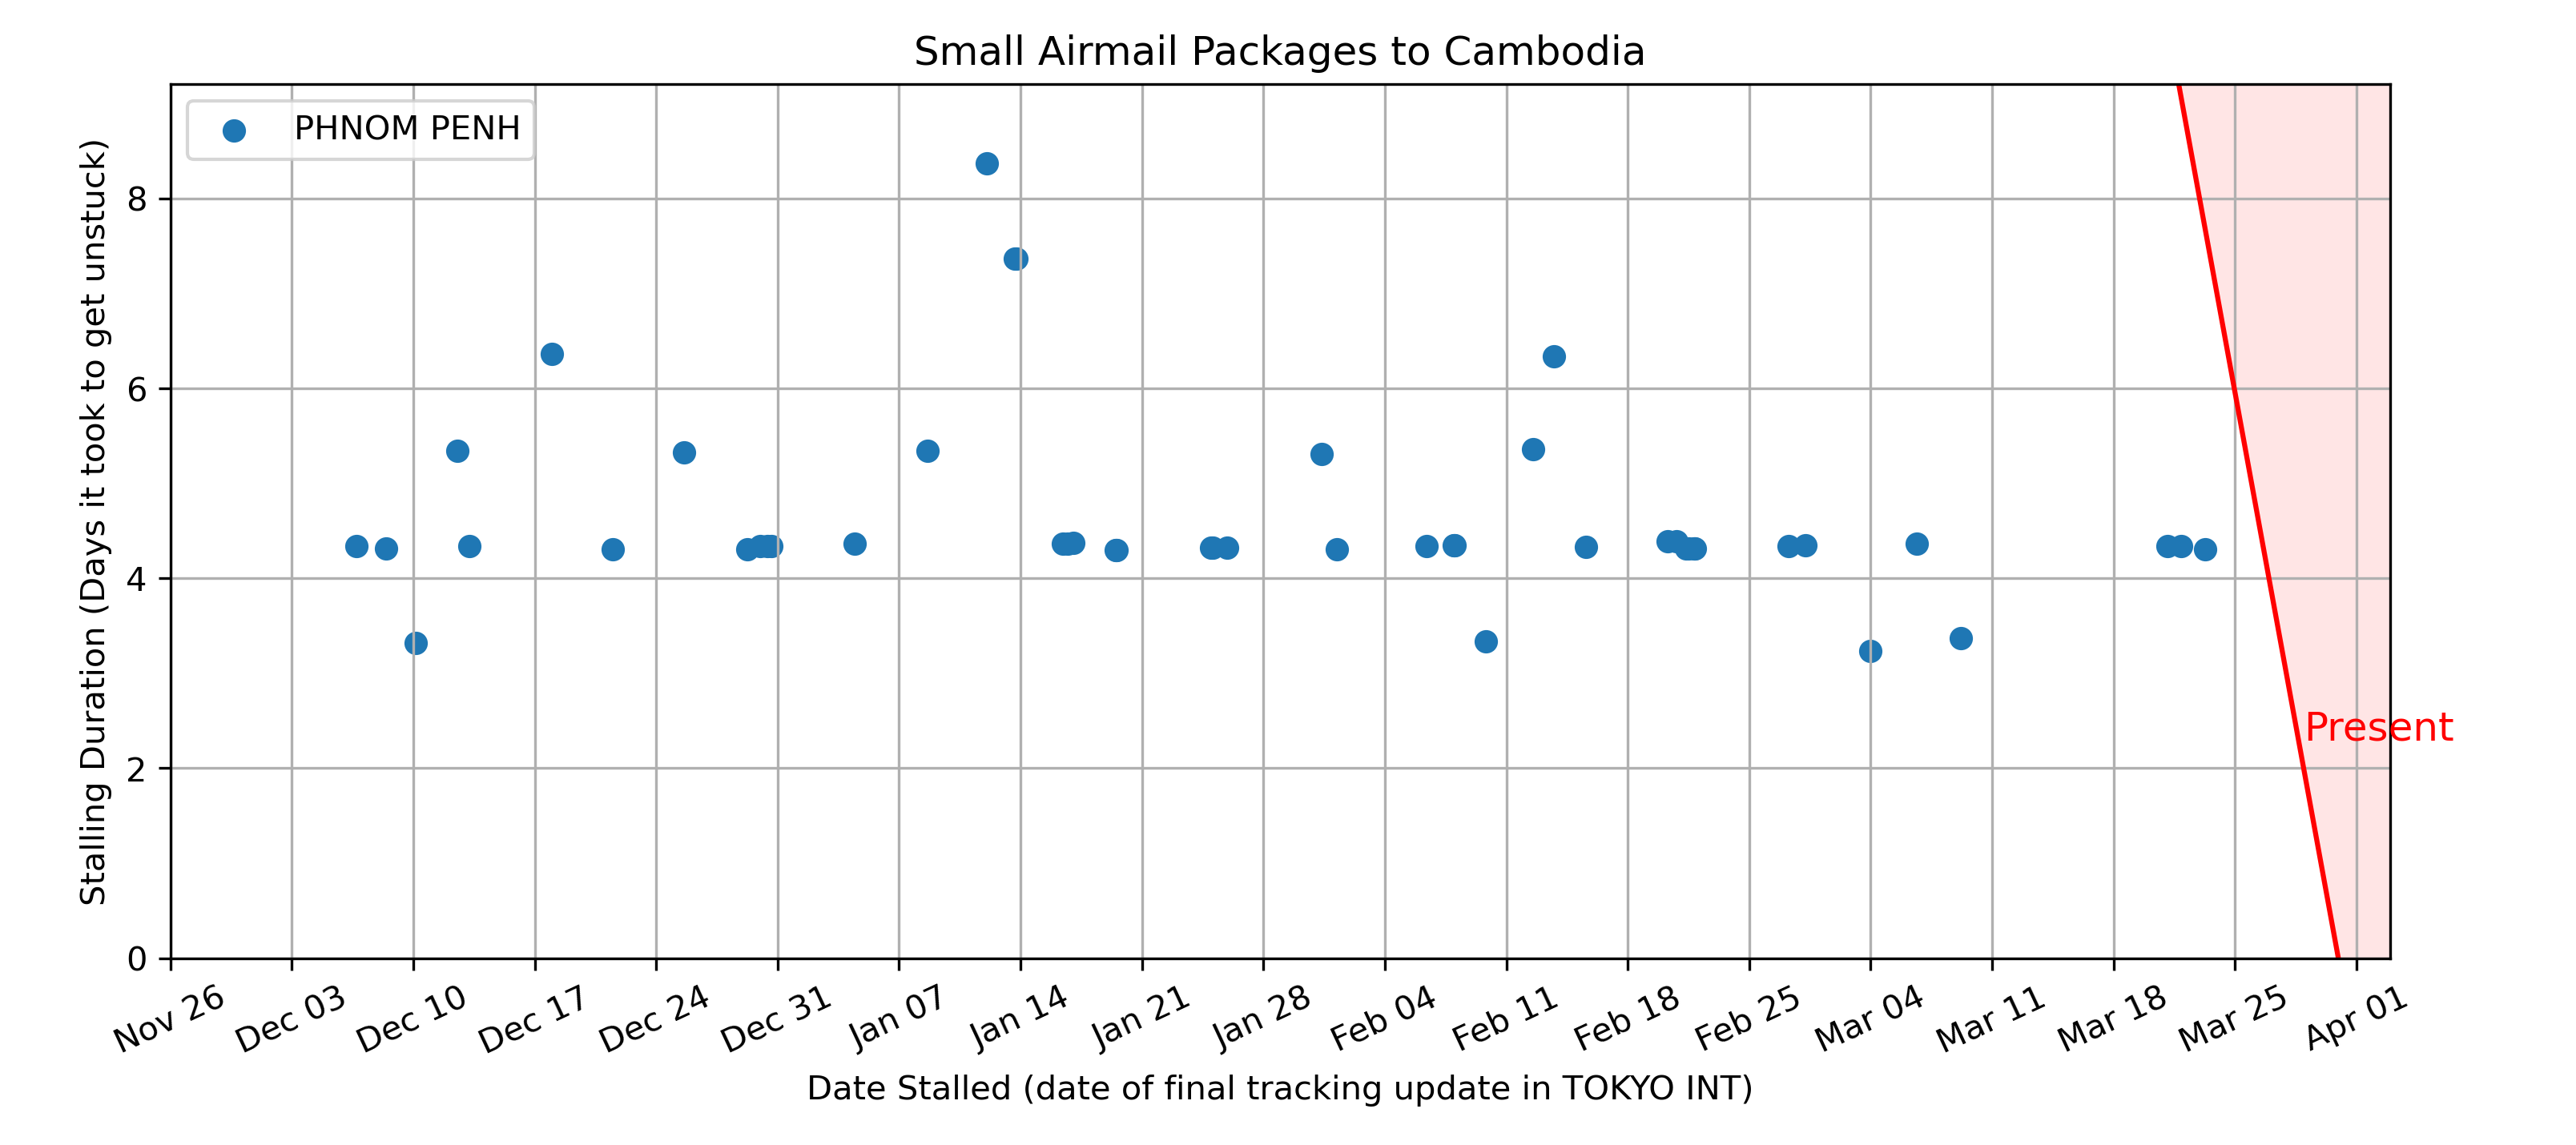 Small Airmail Packages to Cambodia
PHNOM PENH
Stalling Duration (Days it took to get unstuck)
8
6
4
2
0
Present
Nov 26
Dec 03
Dec 10
Dec 17
Dec 24
Dec 31
Jan 07
Jan 14
Jan 21
Jan 28
Feb 04
Feb 11
Feb 18
Feb 25
Mar 04
Mar 11
Mar 18
Mar 25
Apr 01
Date Stalled (date of final tracking update in TOKYO INT)